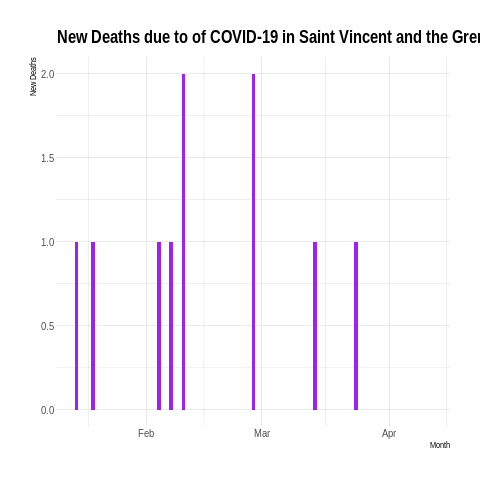 New Deaths due to of COVID-19 in Saint Vincent and the Gren
New Deaths
2.0
1.5
1.0
0.5
0.0
Feb Mar Apr
Month